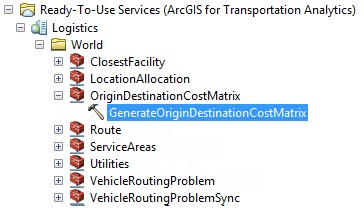 Ready-To-Use Services (ArcGIS for Transportation Analytics)
Logistics
World
ClosestFacility
LocationAllocation
OriginDestinationCostMatrix
GenerateOriginDestinationCostMatrix
Route
ServiceAreas
Utilities
VehicleRoutingProblem
VehicleRoutingProblemSync